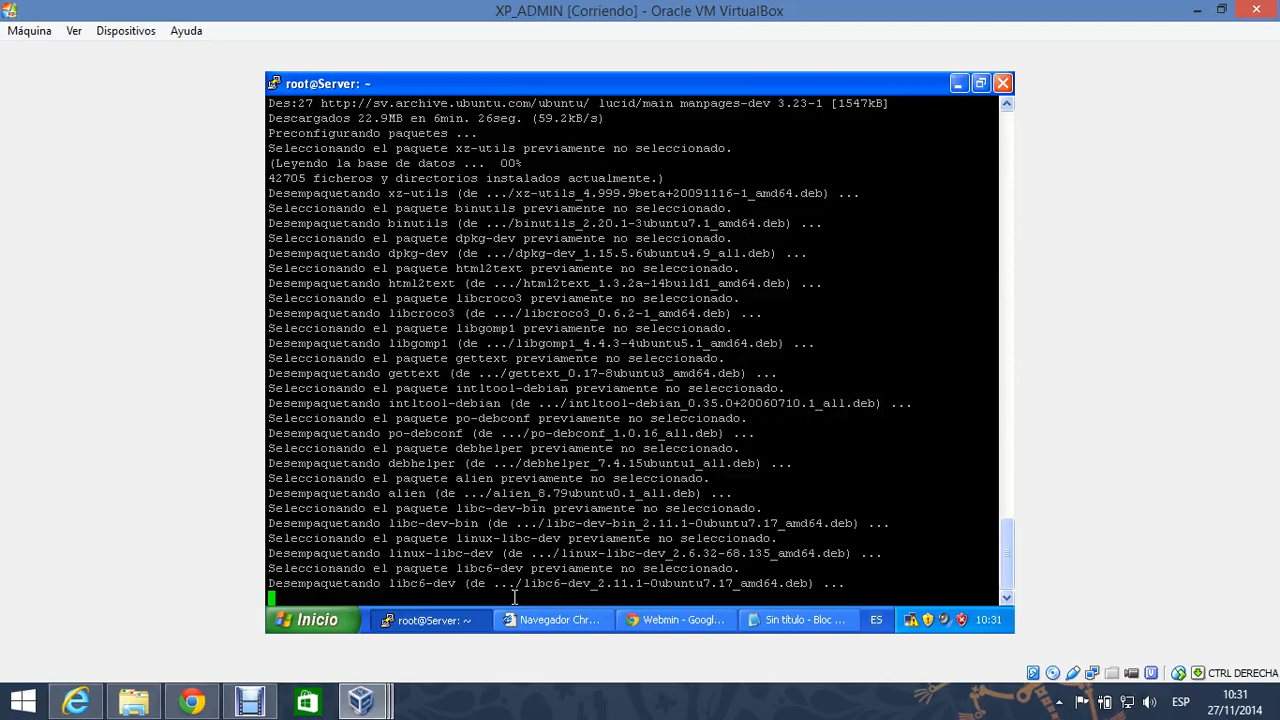 XP_ADMIN [Corriendo] - Oracle VM VirtualBox
Máquina Ver Dispositivos Ayuda
root@Server: ~
Des:27 http://sv.archive.ubuntu.com/ubuntu/ lucid/main manpages-dev 3.23-1 [1547kB]
Descargados 22.9MB en 6min. 26seg. (59.2kB/s)
Preconfigurando paquetes ...
Seleccionando el paquete xz-utils previamente no seleccionado.
(Leyendo la base de datos ...  00%
42705 ficheros y directorios instalados actualmente.)
Desempaquetando xz-utils (de .../xz-utils_4.999.9beta+20091116-1_amd64.deb) ...
Seleccionando el paquete binutils previamente no seleccionado.
Desempaquetando binutils (de .../binutils_2.20.1-3ubuntu7.1_amd64.deb) ...
Seleccionando el paquete dpkg-dev previamente no seleccionado.
Desempaquetando dpkg-dev (de .../dpkg-dev_1.15.5.6ubuntu4.9_all.deb) ...
Seleccionando el paquete html2text previamente no seleccionado.
Desempaquetando html2text (de .../html2text_1.3.2a-14build1_amd64.deb) ...
Seleccionando el paquete libcroco3 previamente no seleccionado.
Desempaquetando libcroco3 (de .../libcroco3_0.6.2-1_amd64.deb) ...
Seleccionando el paquete libgomp1 previamente no seleccionado.
Desempaquetando libgomp1 (de .../libgomp1_4.4.3-4ubuntu5.1_amd64.deb) ...
Seleccionando el paquete gettext previamente no seleccionado.
Desempaquetando gettext (de .../gettext_0.17-8ubuntu3_amd64.deb) ...
Seleccionando el paquete intltool-debian previamente no seleccionado.
Desempaquetando intltool-debian (de .../intltool-debian_0.35.0+20060710.1_all.deb) ...
Seleccionando el paquete po-debconf previamente no seleccionado.
Desempaquetando po-debconf (de .../po-debconf_1.0.16_all.deb) ...
Seleccionando el paquete debhelper previamente no seleccionado.
Desempaquetando debhelper (de .../debhelper_7.4.15ubuntu1_all.deb) ...
Seleccionando el paquete alien previamente no seleccionado.
Desempaquetando alien (de .../alien_8.79ubuntu0.1_all.deb) ...
Seleccionando el paquete libc-dev-bin previamente no seleccionado.
Desempaquetando libc-dev-bin (de .../libc-dev-bin_2.11.1-0ubuntu7.17_amd64.deb) ...
Seleccionando el paquete linux-libc-dev previamente no seleccionado.
Desempaquetando linux-libc-dev (de .../linux-libc-dev_2.6.32-68.135_amd64.deb) ...
Seleccionando el paquete libc6-dev previamente no seleccionado.
Desempaquetando libc6-dev (de .../libc6-dev_2.11.1-0ubuntu7.17_amd64.deb) ...
Inicio root@Server: ~ Navegador Chr... Webmin - Googl... Sin título - Bloc ... ES 10:31
CTRL DERECHA
ESP 10:31
27/11/2014